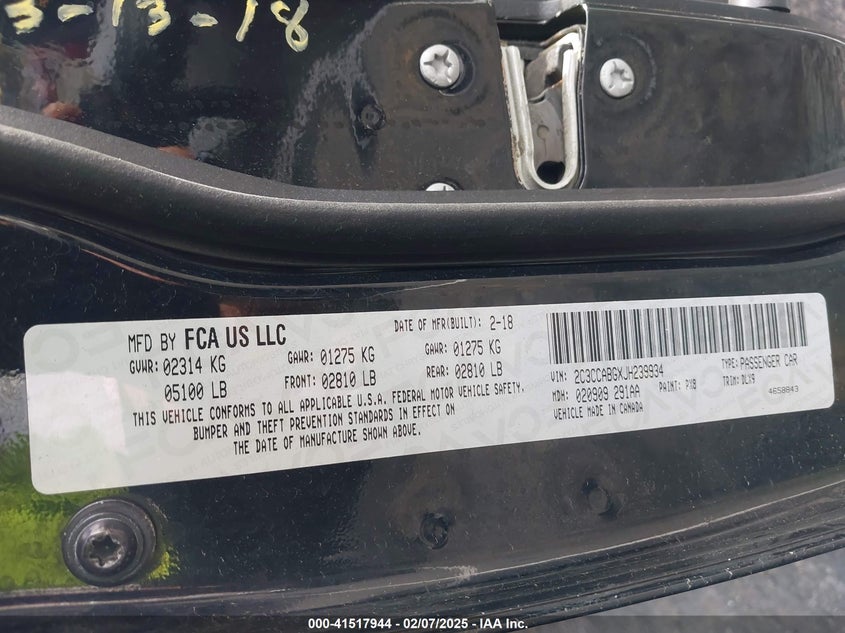 3-13-18
MFD BY FCA US LLC
DATE OF MFR(BUILT): 2-18
GVWR: 02314 KG GAWR: 01275 KG GAWR: 01275 KG
05100 LB FRONT: 02810 LB REAR: 02810 LB
THIS VEHICLE CONFORMS TO ALL APPLICABLE U.S.A. FEDERAL MOTOR VEHICLE SAFETY,
BUMPER AND THEFT PREVENTION STANDARDS IN EFFECT ON
THE DATE OF MANUFACTURE SHOWN ABOVE.
VIN: 2C3CCABGXJH239934 TYPE: PASSENGER CAR
MDH: 020909 291AA PAINT: PX8 TRIM: DLX9
VEHICLE MADE IN CANADA 4658843
000-41517944 — 02/07/2025 — IAA Inc.